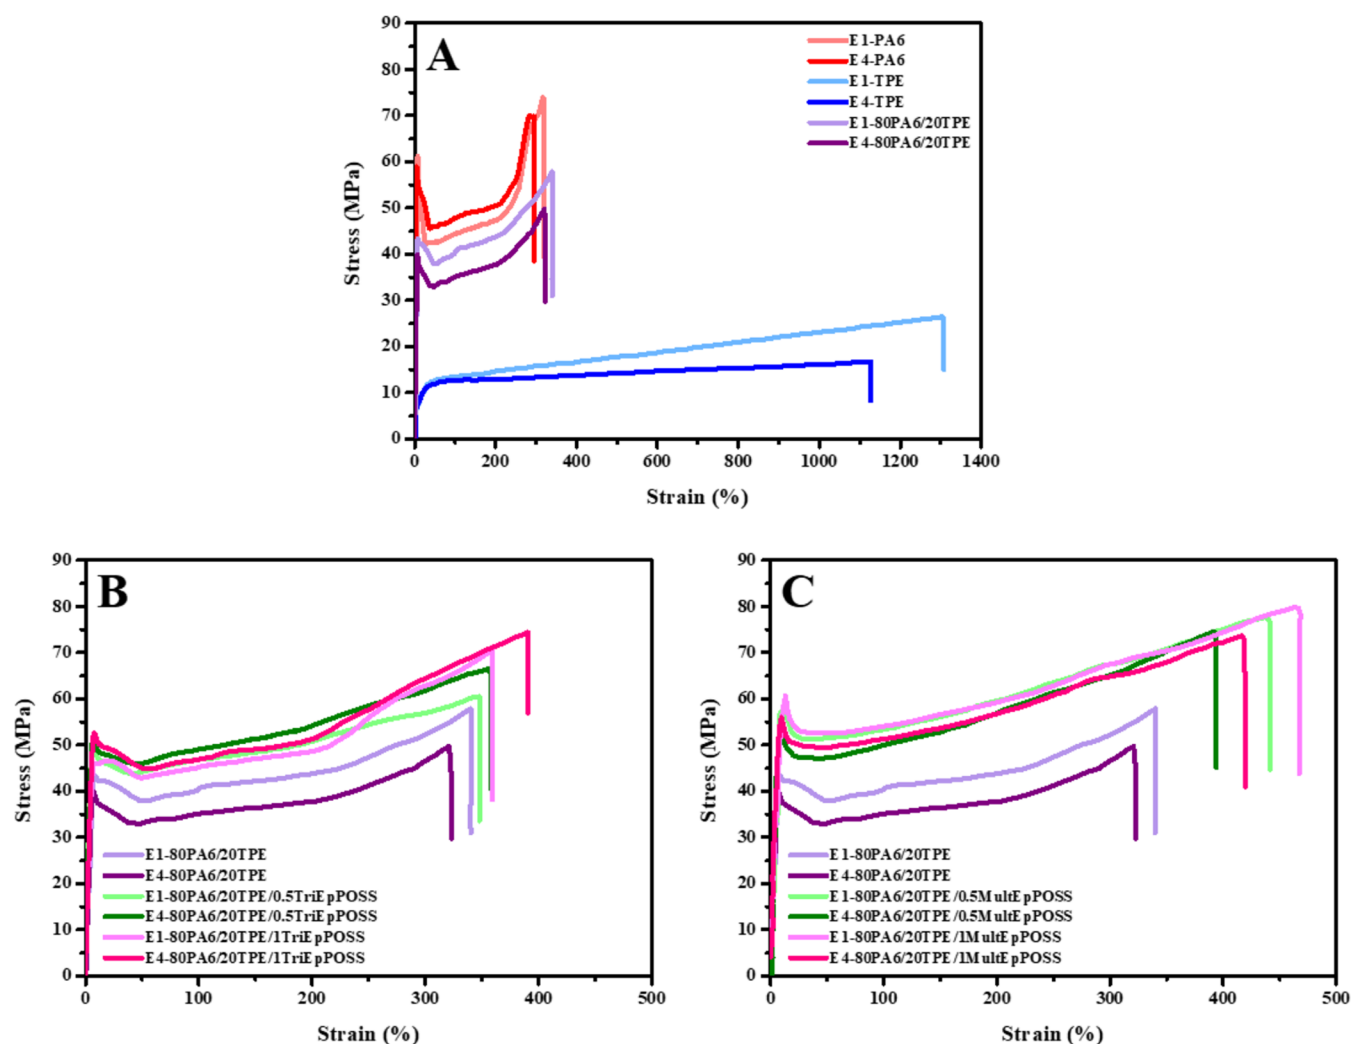 A
90
80
70
60
50
40
30
20
10
0
Stress (MPa)
E1-PA6
E4-PA6
E1-TPE
E4-TPE
E1-80PA6/20TPE
E4-80PA6/20TPE
0 200 400 600 800 1000 1200 1400
Strain (%)
B
90
80
70
60
50
40
30
20
10
0
Stress (MPa)
E1-80PA6/20TPE
E4-80PA6/20TPE
E1-80PA6/20TPE/0.5TriEpPOSS
E4-80PA6/20TPE/0.5TriEpPOSS
E1-80PA6/20TPE/1TriEpPOSS
E4-80PA6/20TPE/1TriEpPOSS
0 100 200 300 400 500
Strain (%)
C
90
80
70
60
50
40
30
20
10
0
Stress (MPa)
E1-80PA6/20TPE
E4-80PA6/20TPE
E1-80PA6/20TPE/0.5MultEpPOSS
E4-80PA6/20TPE/0.5MultEpPOSS
E1-80PA6/20TPE/1MultEpPOSS
E4-80PA6/20TPE/1MultEpPOSS
0 100 200 300 400 500
Strain (%)